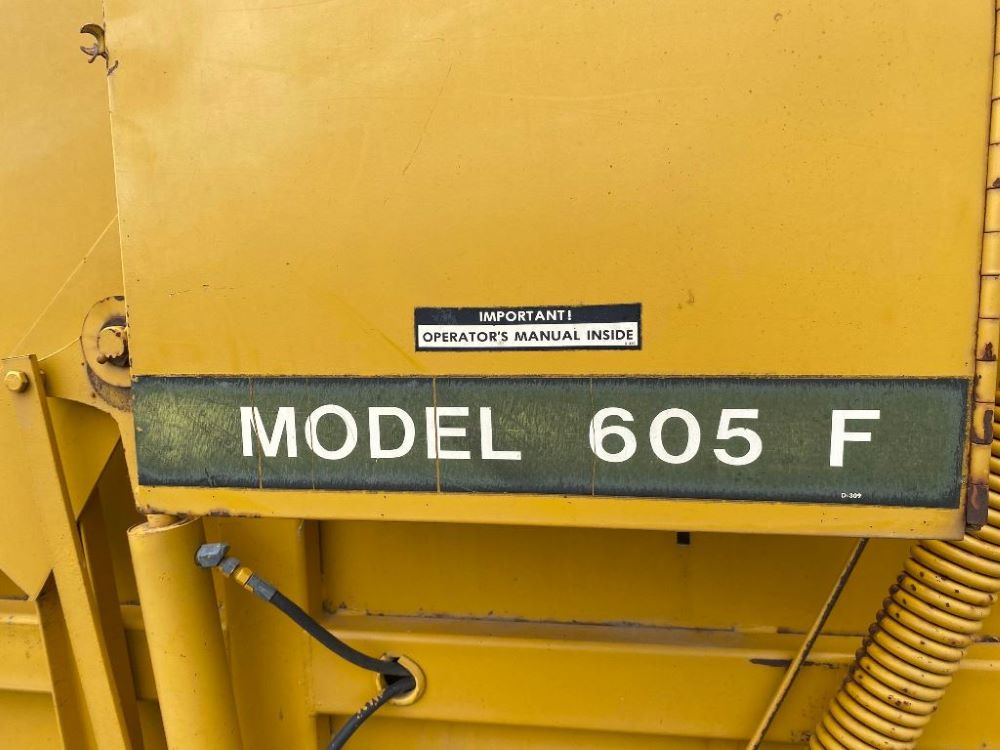 IMPORTANT!
OPERATOR'S MANUAL INSIDE
MODEL 605 F
D-309